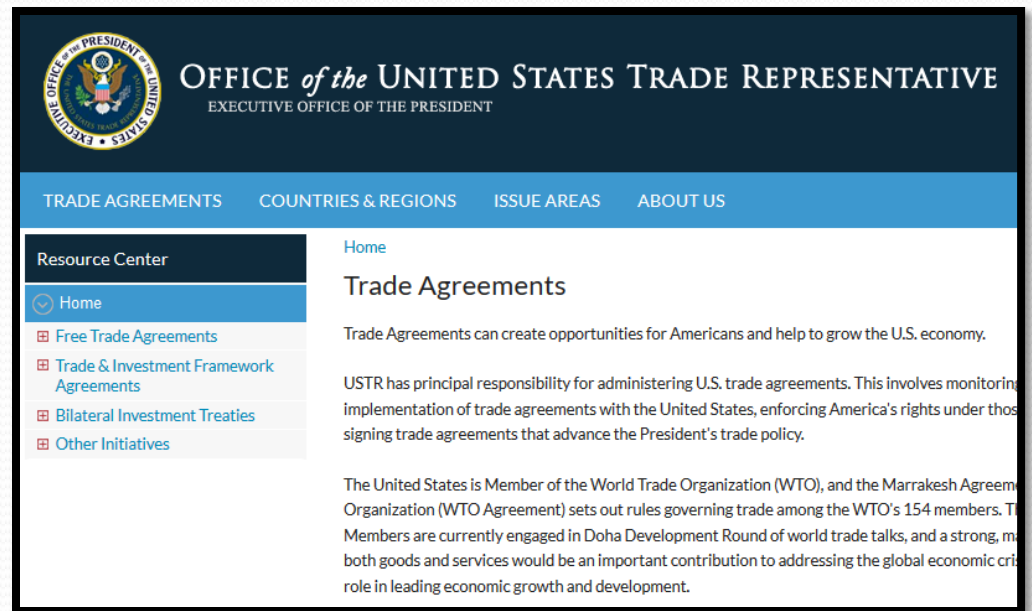 EXECUTIVE OFFICE OF THE PRESIDENT OF THE UNITED STATES
OFFICE of the UNITED STATES TRADE REPRESENTATIVE
EXECUTIVE OFFICE OF THE PRESIDENT
TRADE AGREEMENTS COUNTRIES & REGIONS ISSUE AREAS ABOUT US
Resource Center
Home
Free Trade Agreements
Trade & Investment Framework
Agreements
Bilateral Investment Treaties
Other Initiatives
Home
Trade Agreements
Trade Agreements can create opportunities for Americans and help to grow the U.S. economy.
USTR has principal responsibility for administering U.S. trade agreements. This involves monitoring
implementation of trade agreements with the United States, enforcing America's rights under thos
signing trade agreements that advance the President's trade policy.
The United States is Member of the World Trade Organization (WTO), and the Marrakesh Agreem
Organization (WTO Agreement) sets out rules governing trade among the WTO's 154 members. T
Members are currently engaged in Doha Development Round of world trade talks, and a strong, ma
both goods and services would be an important contribution to addressing the global economic cri
role in leading economic growth and development.